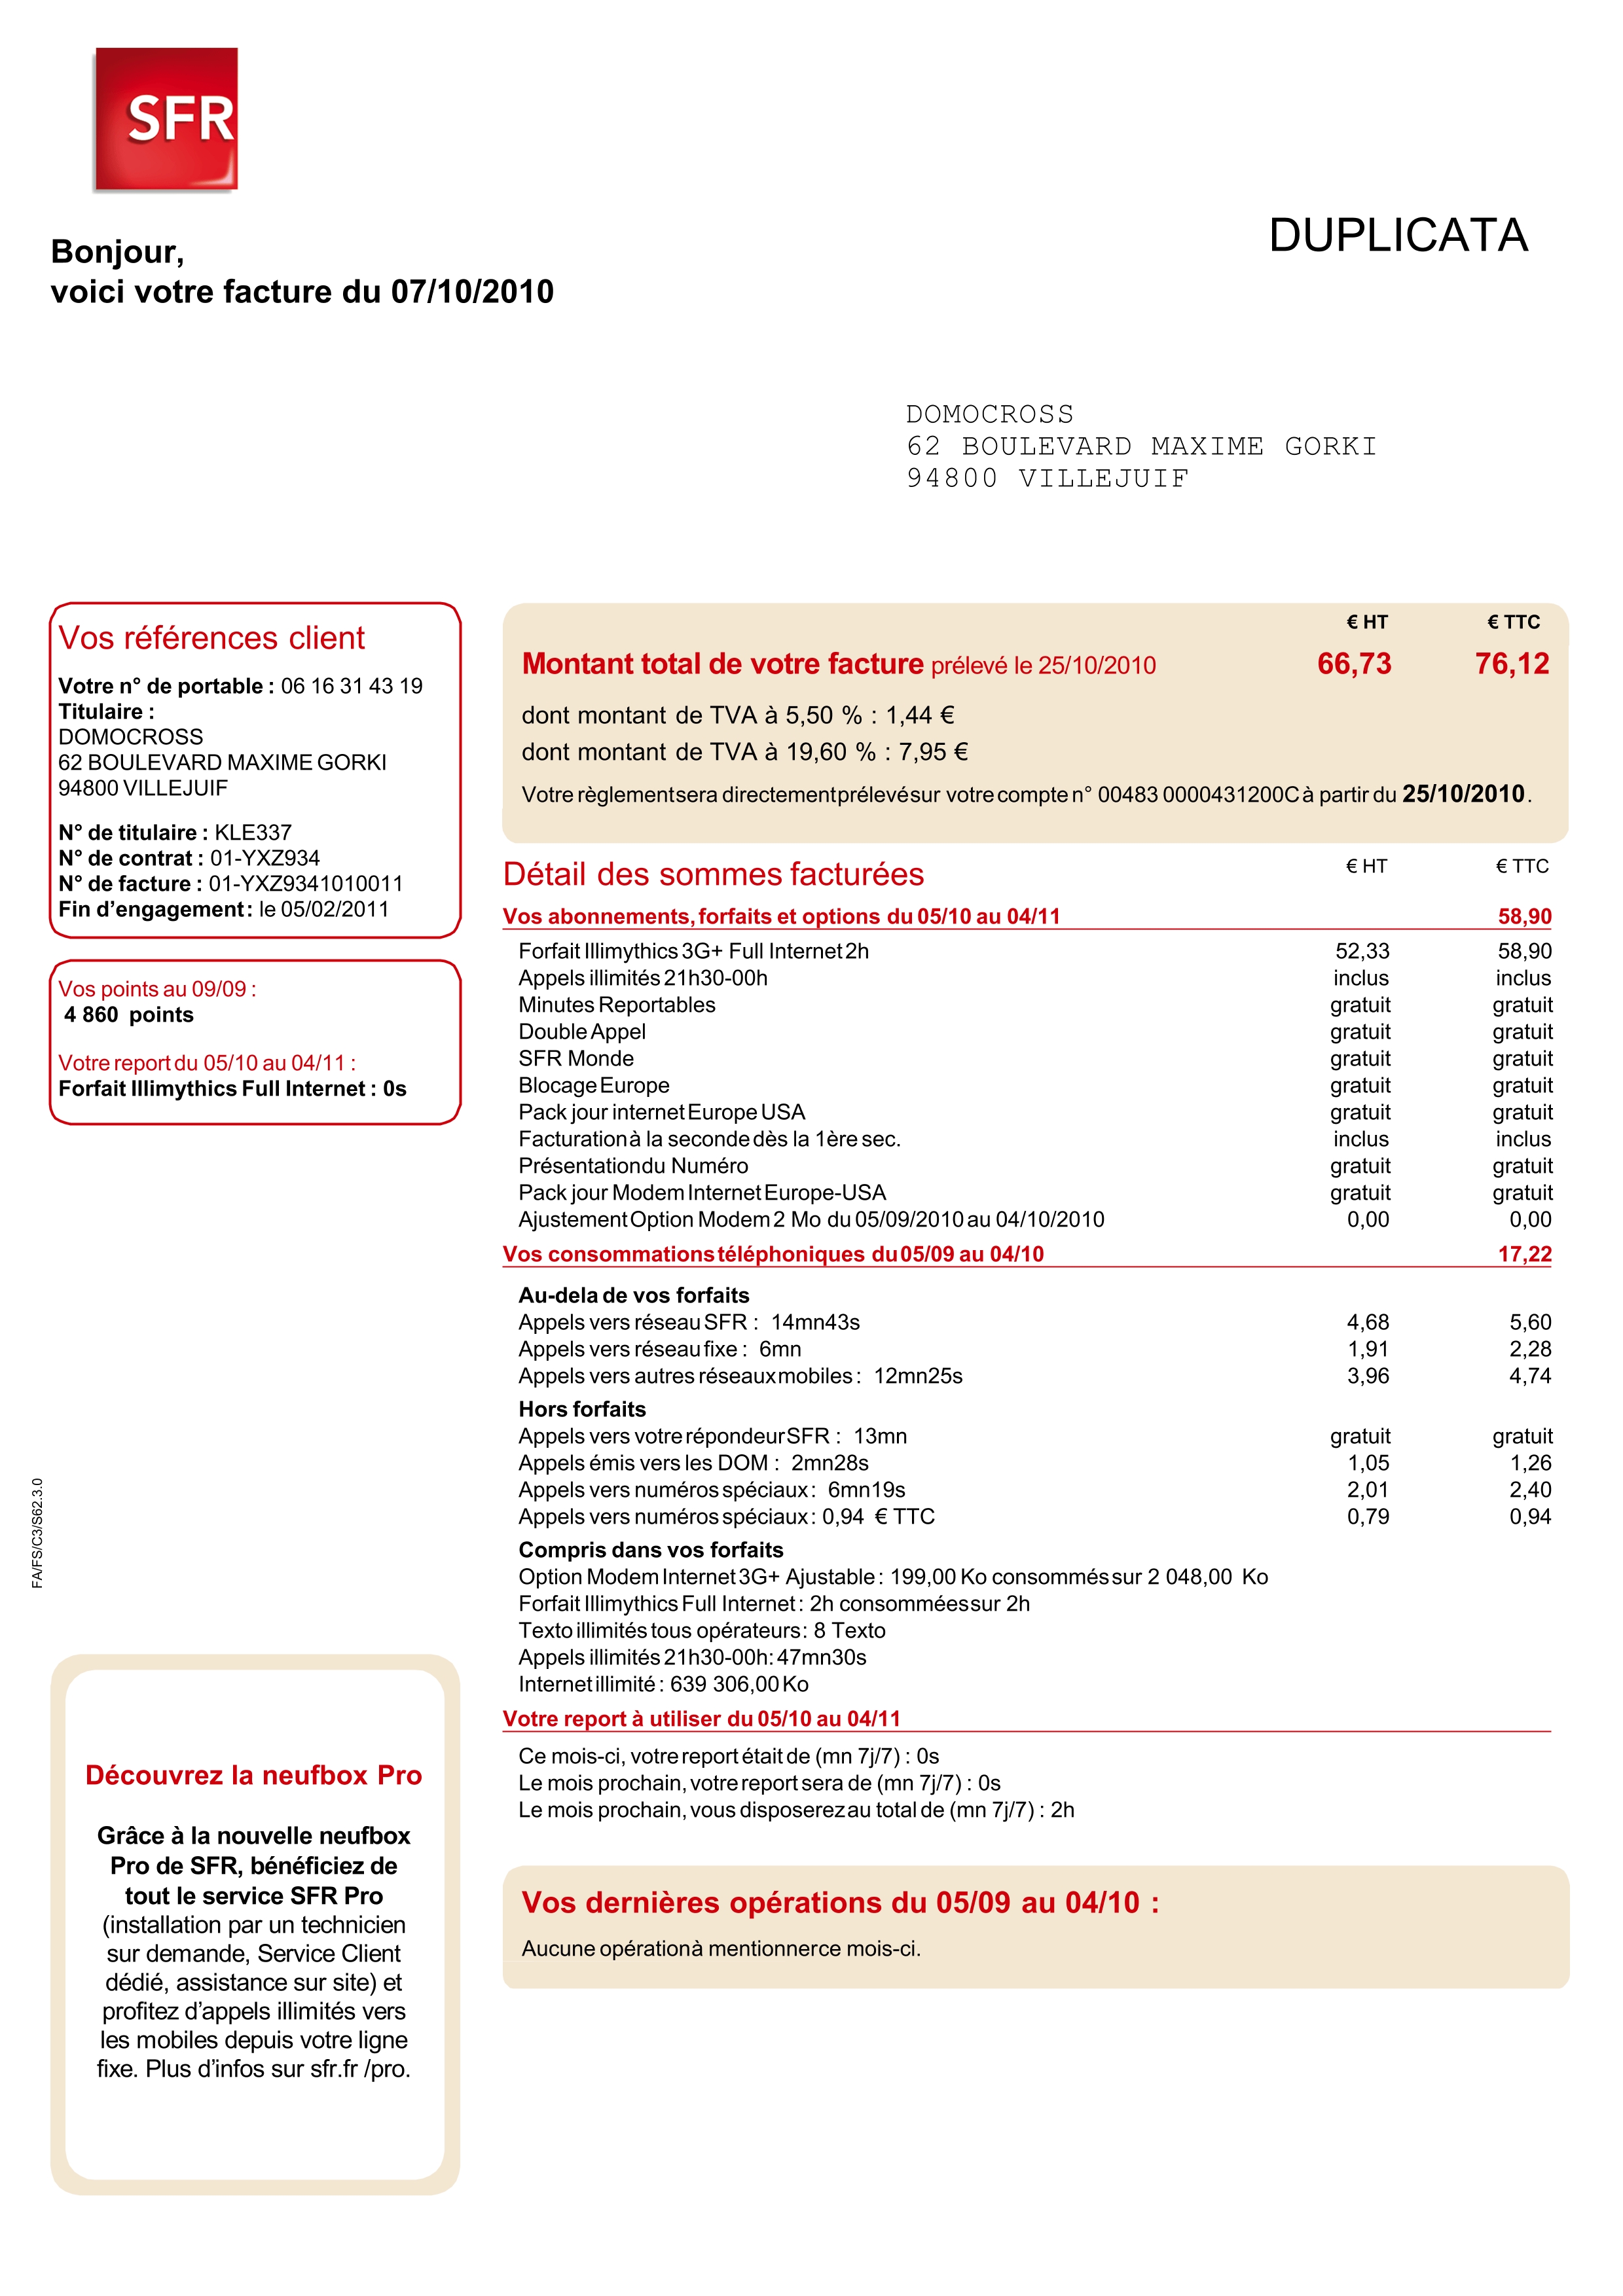 SFR
DUPLICATA
Bonjour,
voici votre facture du 07/10/2010
DOMOCROSS
62 BOULEVARD MAXIME GORKI
94800 VILLEJUIF
Vos références client
Votre n° de portable : 06 16 31 43 19
Titulaire :
DOMOCROSS
62 BOULEVARD MAXIME GORKI
94800 VILLEJUIF
N° de titulaire : KLE337
N° de contrat : 01-YXZ934
N° de facture : 01-YXZ9341010011
Fin d'engagement : le 05/02/2011
Vos points au 09/09 :
4 860 points
Votre report du 05/10 au 04/11 :
Forfait Illimythics Full Internet : 0s
€ HT € TTC
Montant total de votre facture prélevé le 25/10/2010 66,73 76,12
dont montant de TVA à 5,50 % : 1,44 €
dont montant de TVA à 19,60 % : 7,95 €
Votre règlement sera directement prélevé sur votre compte n° 00483 0000431200C à partir du 25/10/2010.
Détail des sommes facturées € HT € TTC
Vos abonnements, forfaits et options du 05/10 au 04/11 58,90
Forfait Illimythics 3G+ Full Internet 2h 52,33 58,90
Appels illimités 21h30-00h inclus inclus
Minutes Reportables gratuit gratuit
Double Appel gratuit gratuit
SFR Monde gratuit gratuit
Blocage Europe gratuit gratuit
Pack jour internet Europe USA gratuit gratuit
Facturation à la seconde dès la 1ère sec. inclus inclus
Présentation du Numéro gratuit gratuit
Pack jour Modem Internet Europe-USA gratuit gratuit
Ajustement Option Modem 2 Mo du 05/09/2010 au 04/10/2010 0,00 0,00
Vos consommations téléphoniques du 05/09 au 04/10 17,22
Au-dela de vos forfaits
Appels vers réseau SFR : 14mn43s 4,68 5,60
Appels vers réseau fixe : 6mn 1,91 2,28
Appels vers autres réseaux mobiles : 12mn25s 3,96 4,74
Hors forfaits
Appels vers votre répondeur SFR : 13mn gratuit gratuit
Appels émis vers les DOM : 2mn28s 1,05 1,26
Appels vers numéros spéciaux : 6mn19s 2,01 2,40
Appels vers numéros spéciaux : 0,94 € TTC 0,79 0,94
Compris dans vos forfaits
Option Modem Internet 3G+ Ajustable : 199,00 Ko consommés sur 2 048,00 Ko
Forfait Illimythics Full Internet : 2h consommées sur 2h
Texto illimités tous opérateurs : 8 Texto
Appels illimités 21h30-00h: 47mn30s
Internet illimité : 639 306,00 Ko
Votre report à utiliser du 05/10 au 04/11
Ce mois-ci, votre report était de (mn 7j/7) : 0s
Le mois prochain, votre report sera de (mn 7j/7) : 0s
Le mois prochain, vous disposerez au total de (mn 7j/7) : 2h
Vos dernières opérations du 05/09 au 04/10 :
Aucune opération à mentionner ce mois-ci.
FA/FS/C3/S62.3.0
Découvrez la neufbox Pro
Grâce à la nouvelle neufbox
Pro de SFR, bénéficiez de
tout le service SFR Pro
(installation par un technicien
sur demande, Service Client
dédié, assistance sur site) et
profitez d'appels illimités vers
les mobiles depuis votre ligne
fixe. Plus d'infos sur sfr.fr /pro.